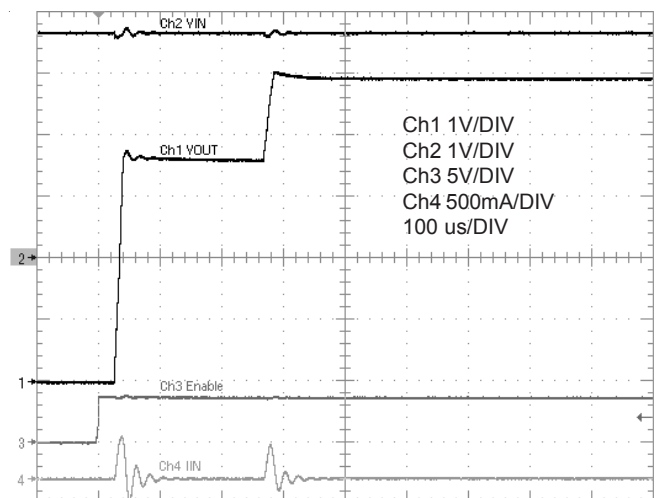 Ch2 VIN
Ch1 VOUT
Ch1 1V/DIV
Ch2 1V/DIV
Ch3 5V/DIV
Ch4 500mA/DIV
100 us/DIV
2
1
Ch3 Enable
3
Ch4 IIN
4